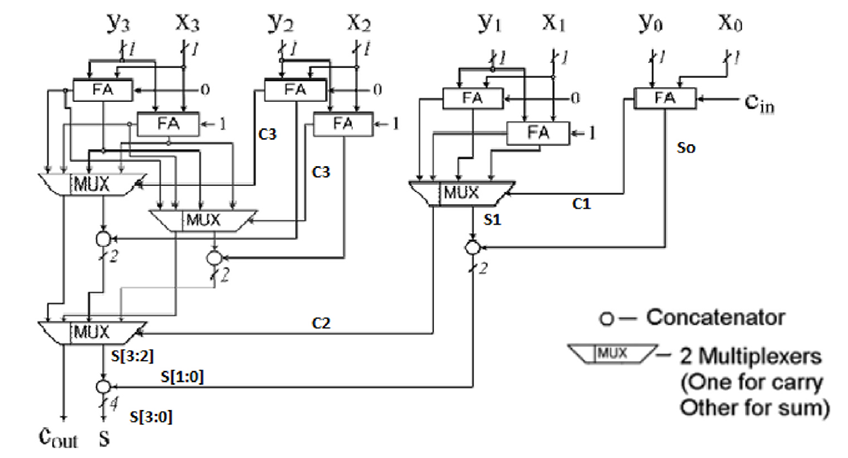 y3 x3 y2 x2 y1 x1 y0 x0
1 1 1 1 1 1 1 1
FA 0 FA 0 FA 0 FA cin
FA 1 FA 1 FA 1
C3 So
C3
MUX MUX C1
MUX S1
2 2 2
C2
MUX
S[3:2]
S[1:0]
4
S[3:0]
cout s
Concatenator
MUX 2 Multiplexers
(One for carry
Other for sum)